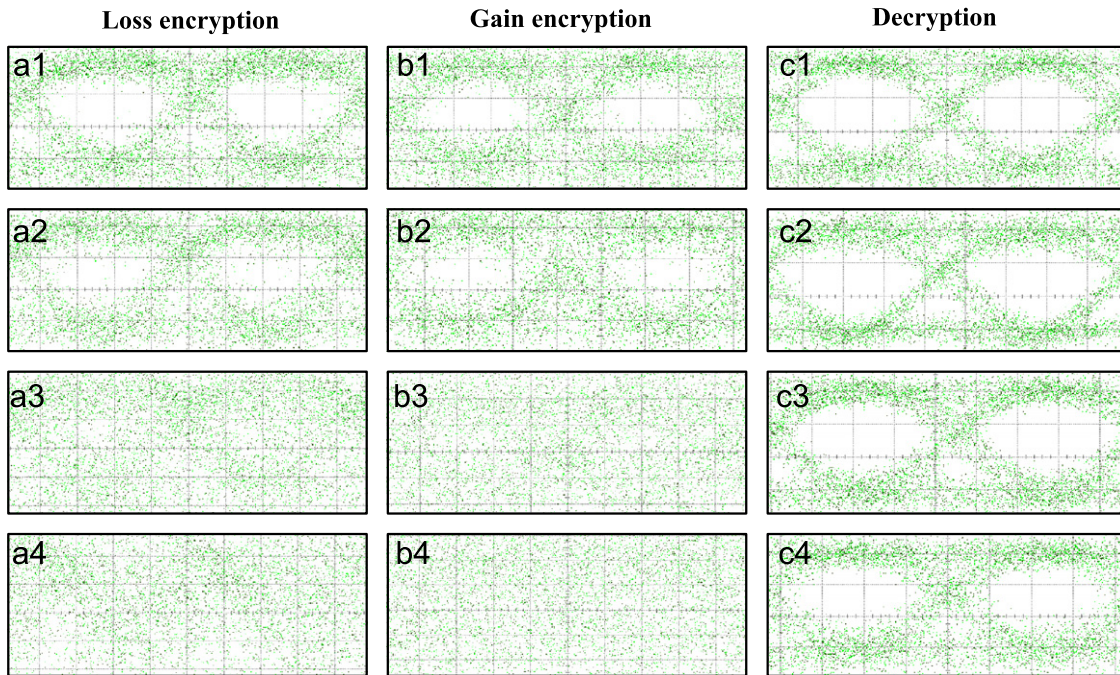 Loss encryption Gain encryption Decryption
a1 b1 c1
a2 b2 c2
a3 b3 c3
a4 b4 c4